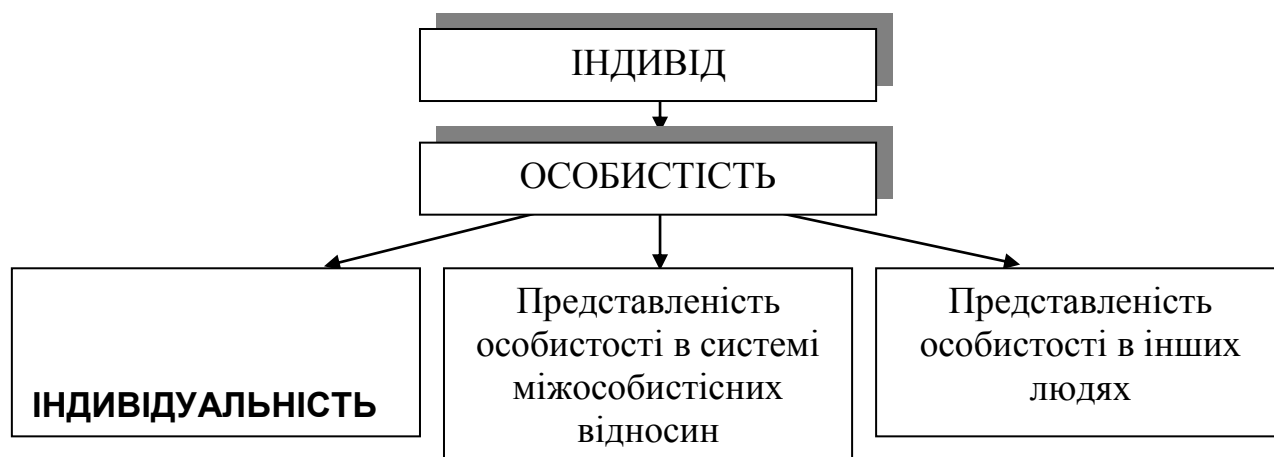 ІНДИВІД
ОСОБИСТІСТЬ
ІНДИВІДУАЛЬНІСТЬ
Представленість
особистості в системі
міжособистісних
відносин
Представленість
особистості в інших
людях